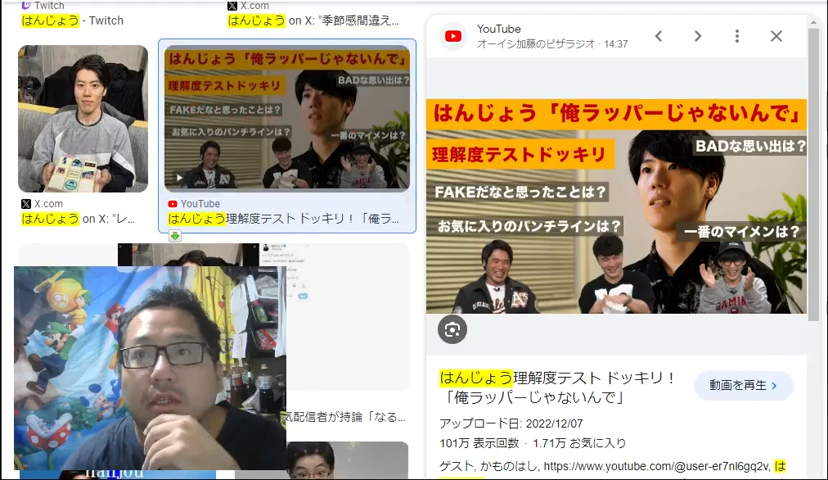 Twitch
はんじょう - Twitch
X.com
はんじょう on X: "季節感間違え...
X.com
はんじょう on X: "レ...
はんじょう「俺ラッパーじゃないんで」
理解度テストドッキリ
BADな思い出は?
FAKEだなと思ったことは?
お気に入りのパンチラインは?
一番のマイメンは?
YouTube
はんじょう理解度テスト ドッキリ!「俺ラ...
気配信者が持論「なる...
YouTube
オーイシ加藤のピザラジオ · 14:37
はんじょう「俺ラッパーじゃないんで」
理解度テストドッキリ
BADな思い出は?
FAKEだなと思ったことは?
お気に入りのパンチラインは?
一番のマイメンは?
はんじょう理解度テスト ドッキリ!
「俺ラッパーじゃないんで」
動画を再生
アップロード日: 2022/12/07
101万 表示回数 · 1.71万 お気に入り
ゲスト, かものはし, https://www.youtube.com/@user-er7nl6gq2v, は